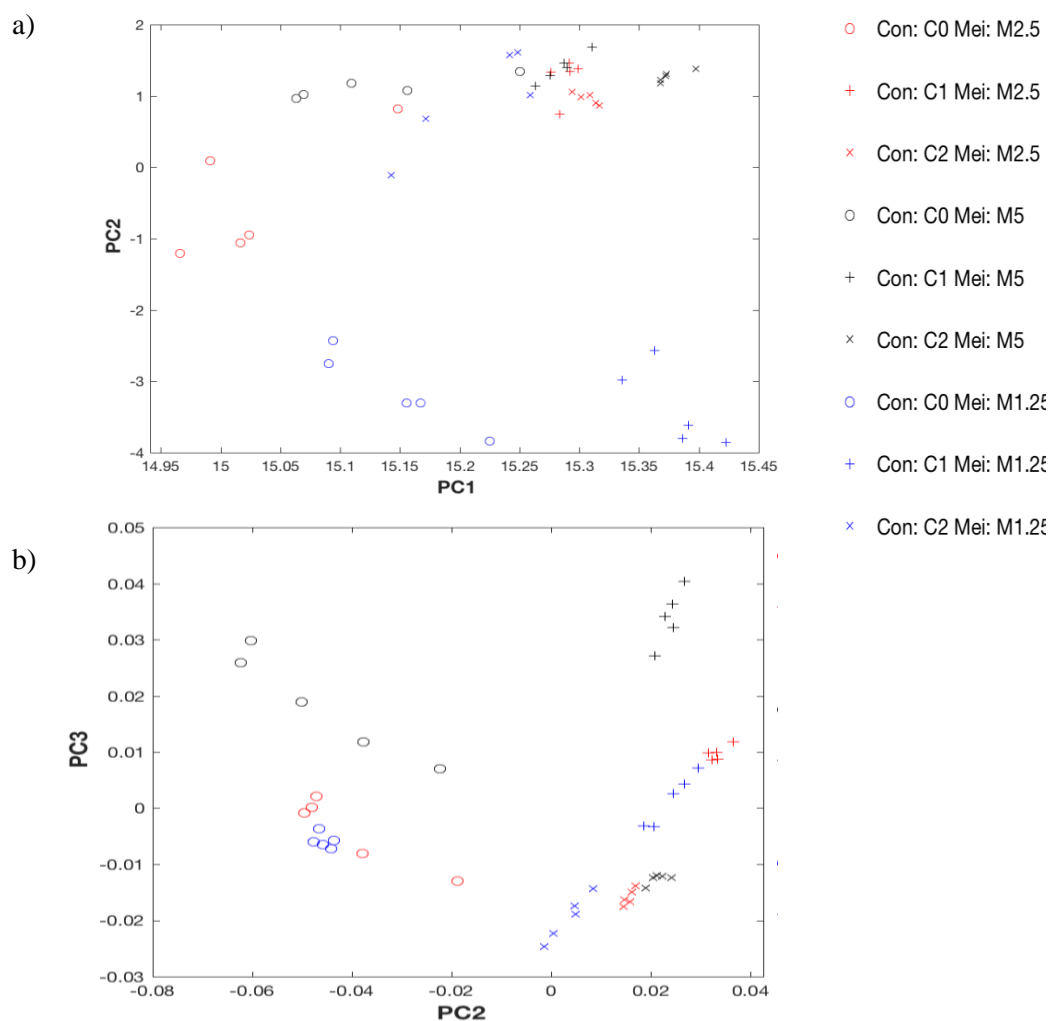 a)
2
1
0
-1
-2
-3
-4
PC2
14.95 15 15.05 15.1 15.15 15.2 15.25 15.3 15.35 15.4 15.45
PC1
Con: C0 Mei: M2.5
Con: C1 Mei: M2.5
Con: C2 Mei: M2.5
Con: C0 Mei: M5
Con: C1 Mei: M5
Con: C2 Mei: M5
Con: C0 Mei: M1.25
Con: C1 Mei: M1.25
Con: C2 Mei: M1.25
b)
0.05
0.04
0.03
0.02
0.01
0
-0.01
-0.02
-0.03
PC3
-0.08 -0.06 -0.04 -0.02 0 0.02 0.04
PC2